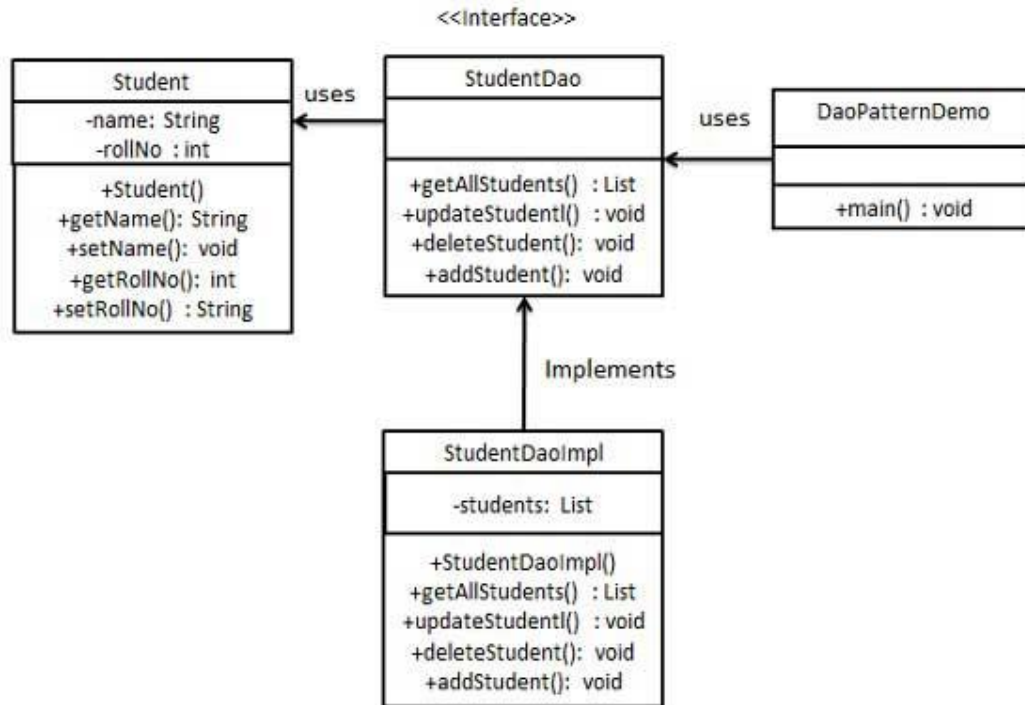 <<Interface>>
Student
-name: String
-rollNo : int
+Student()
+getName(): String
+setName(): void
+getRollNo(): int
+setRollNo() : String
uses
StudentDao
+getAllStudents() : List
+updateStudentl() : void
+deleteStudent(): void
+addStudent(): void
uses
DaoPatternDemo
+main() : void
Implements
StudentDaoImpl
-students: List
+StudentDaoImpl()
+getAllStudents() : List
+updateStudentl() : void
+deleteStudent(): void
+addStudent(): void